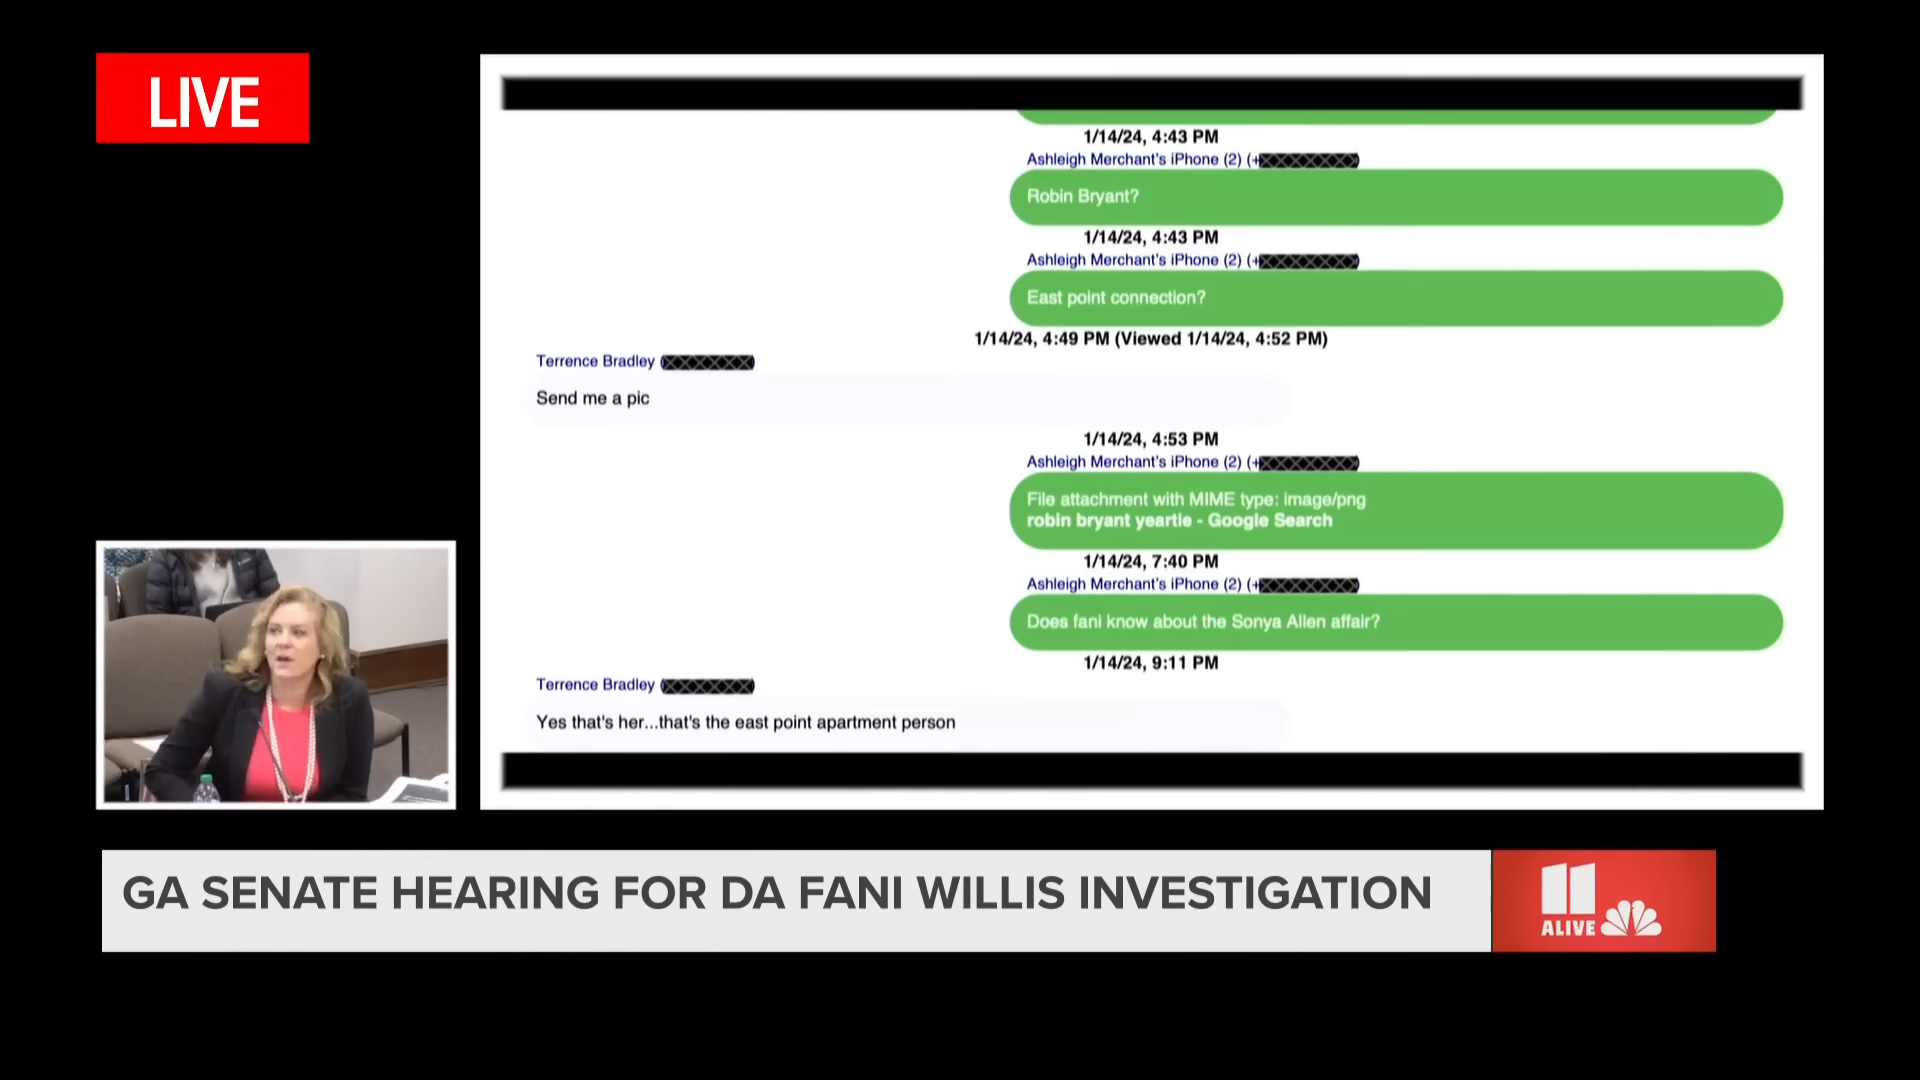 LIVE
1/14/24, 4:43 PM
Ashleigh Merchant's iPhone (2) (+
Robin Bryant?
1/14/24, 4:43 PM
Ashleigh Merchant's iPhone (2) (+
East point connection?
1/14/24, 4:49 PM (Viewed 1/14/24, 4:52 PM)
Terrence Bradley (
Send me a pic
1/14/24, 4:53 PM
Ashleigh Merchant's iPhone (2) (+
File attachment with MIME type: image/png
robin bryant yeartie - Google Search
1/14/24, 7:40 PM
Ashleigh Merchant's iPhone (2) (+
Does fani know about the Sonya Allen affair?
1/14/24, 9:11 PM
Terrence Bradley (
Yes that's her...that's the east point apartment person
GA SENATE HEARING FOR DA FANI WILLIS INVESTIGATION
11
ALIVE